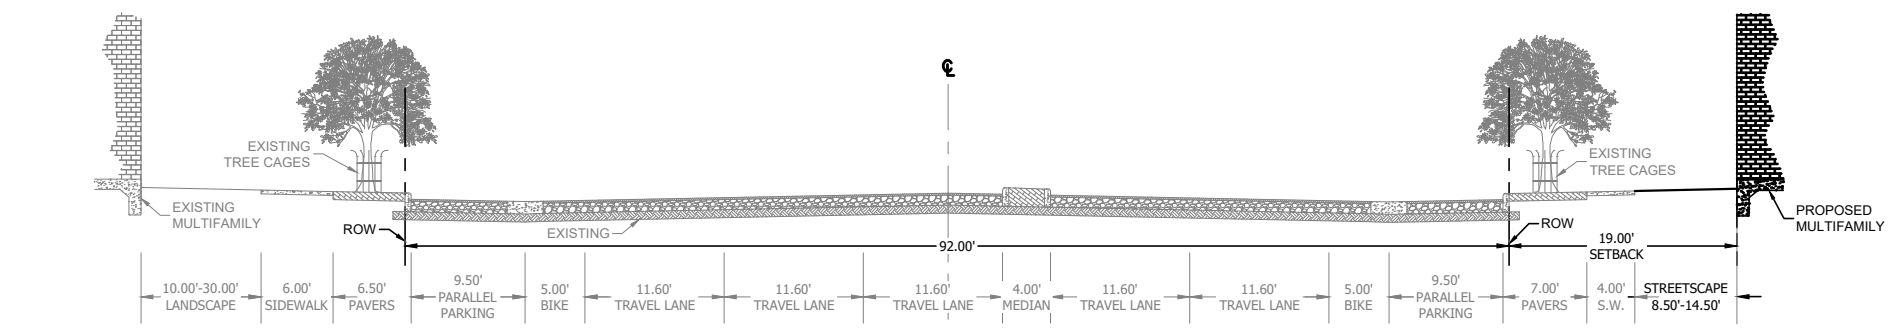 ℄
EXISTING
TREE CAGES
EXISTING
TREE CAGES
EXISTING
MULTIFAMILY
PROPOSED
MULTIFAMILY
ROW
EXISTING
ROW
92.00'
19.00'
SETBACK
10.00'-30.00'
LANDSCAPE
6.00'
SIDEWALK
6.50'
PAVERS
9.50'
PARALLEL
PARKING
5.00'
BIKE
11.60'
TRAVEL LANE
11.60'
TRAVEL LANE
11.60'
TRAVEL LANE
4.00'
MEDIAN
11.60'
TRAVEL LANE
11.60'
TRAVEL LANE
5.00'
BIKE
9.50'
PARALLEL
PARKING
7.00'
PAVERS
4.00'
S.W.
STREETSCAPE
8.50'-14.50'